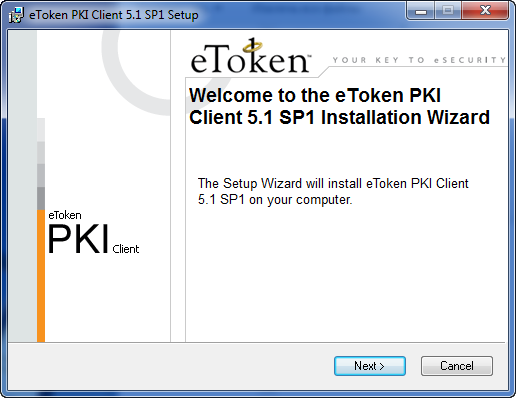 eToken PKI Client 5.1 SP1 Setup
eToken™ YOUR KEY TO eSECURITY
Welcome to the eToken PKI
Client 5.1 SP1 Installation Wizard
The Setup Wizard will install eToken PKI Client
5.1 SP1 on your computer.
eToken
PKI Client
Next >
Cancel